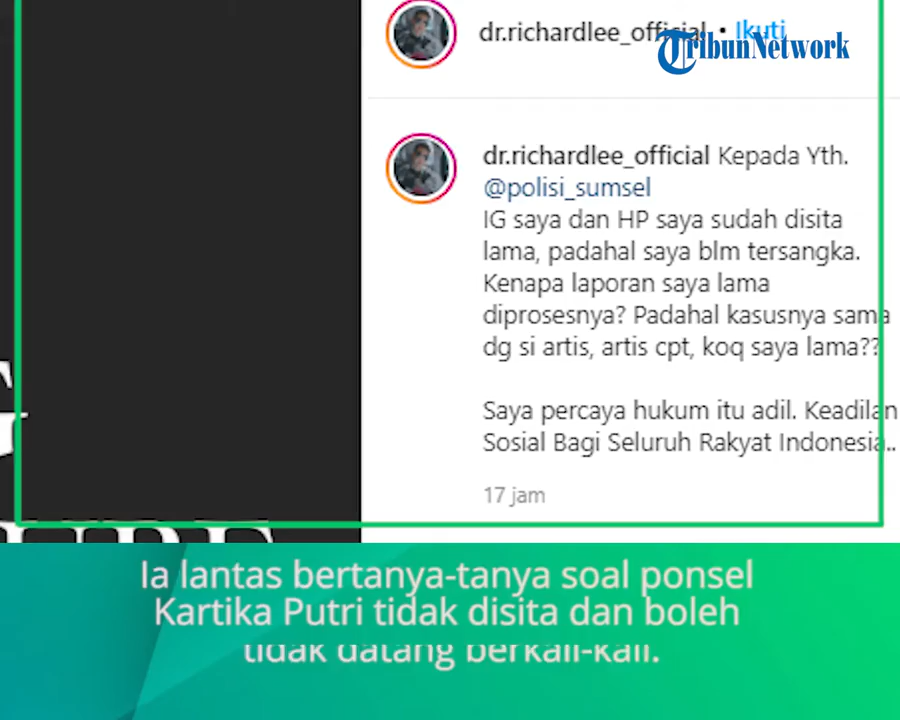 dr.richardlee_official • Ikuti
TribunNetwork
dr.richardlee_official Kepada Yth.
@polisi_sumsel
IG saya dan HP saya sudah disita
lama, padahal saya blm tersangka.
Kenapa laporan saya lama
diprosesnya? Padahal kasusnya sama
dg si artis, artis cpt, koq saya lama??
Saya percaya hukum itu adil. Keadilan
Sosial Bagi Seluruh Rakyat Indonesia..
17 jam
Ia lantas bertanya-tanya soal ponsel
Kartika Putri tidak disita dan boleh
tidak datang berkali-kali.